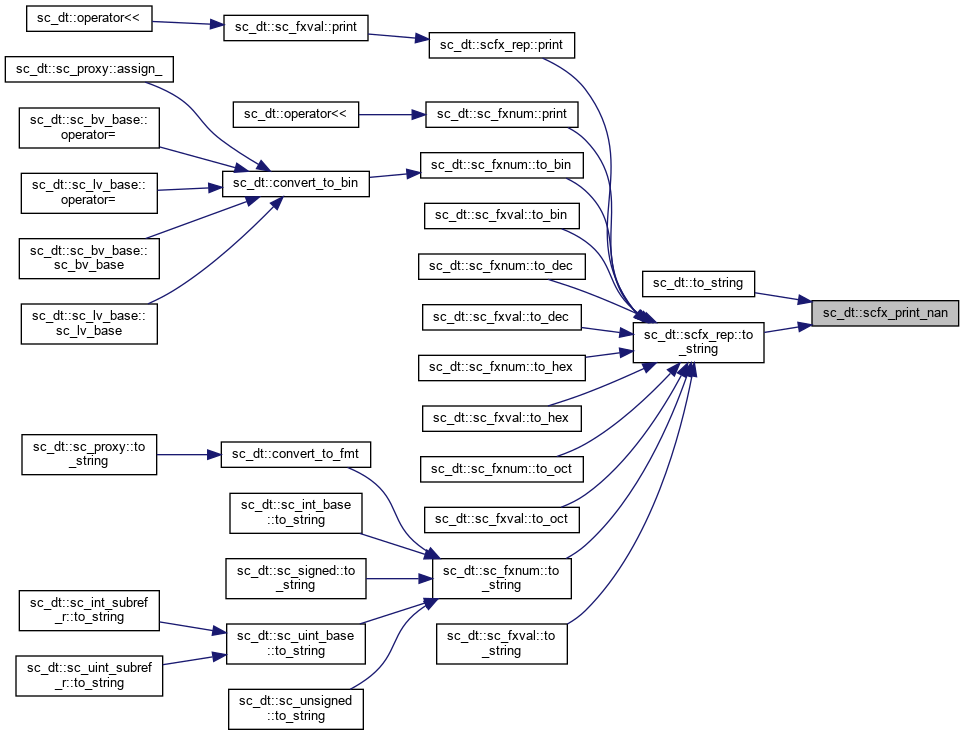 sc_dt::operator<<
sc_dt::sc_fxval::print
sc_dt::scfx_rep::print
sc_dt::sc_proxy::assign_
sc_dt::operator<<
sc_dt::sc_fxnum::print
sc_dt::sc_bv_base::
operator=
sc_dt::sc_fxnum::to_bin
sc_dt::convert_to_bin
sc_dt::sc_lv_base::
operator=
sc_dt::sc_fxval::to_bin
sc_dt::sc_bv_base::
sc_bv_base
sc_dt::sc_fxnum::to_dec
sc_dt::to_string
sc_dt::scfx_print_nan
sc_dt::sc_lv_base::
sc_lv_base
sc_dt::sc_fxval::to_dec
sc_dt::scfx_rep::to
_string
sc_dt::sc_fxnum::to_hex
sc_dt::sc_fxval::to_hex
sc_dt::sc_proxy::to
_string
sc_dt::convert_to_fmt
sc_dt::sc_fxnum::to_oct
sc_dt::sc_int_base
::to_string
sc_dt::sc_fxval::to_oct
sc_dt::sc_signed::to
_string
sc_dt::sc_fxnum::to
_string
sc_dt::sc_int_subref
_r::to_string
sc_dt::sc_uint_base
::to_string
sc_dt::sc_fxval::to
_string
sc_dt::sc_uint_subref
_r::to_string
sc_dt::sc_unsigned
::to_string